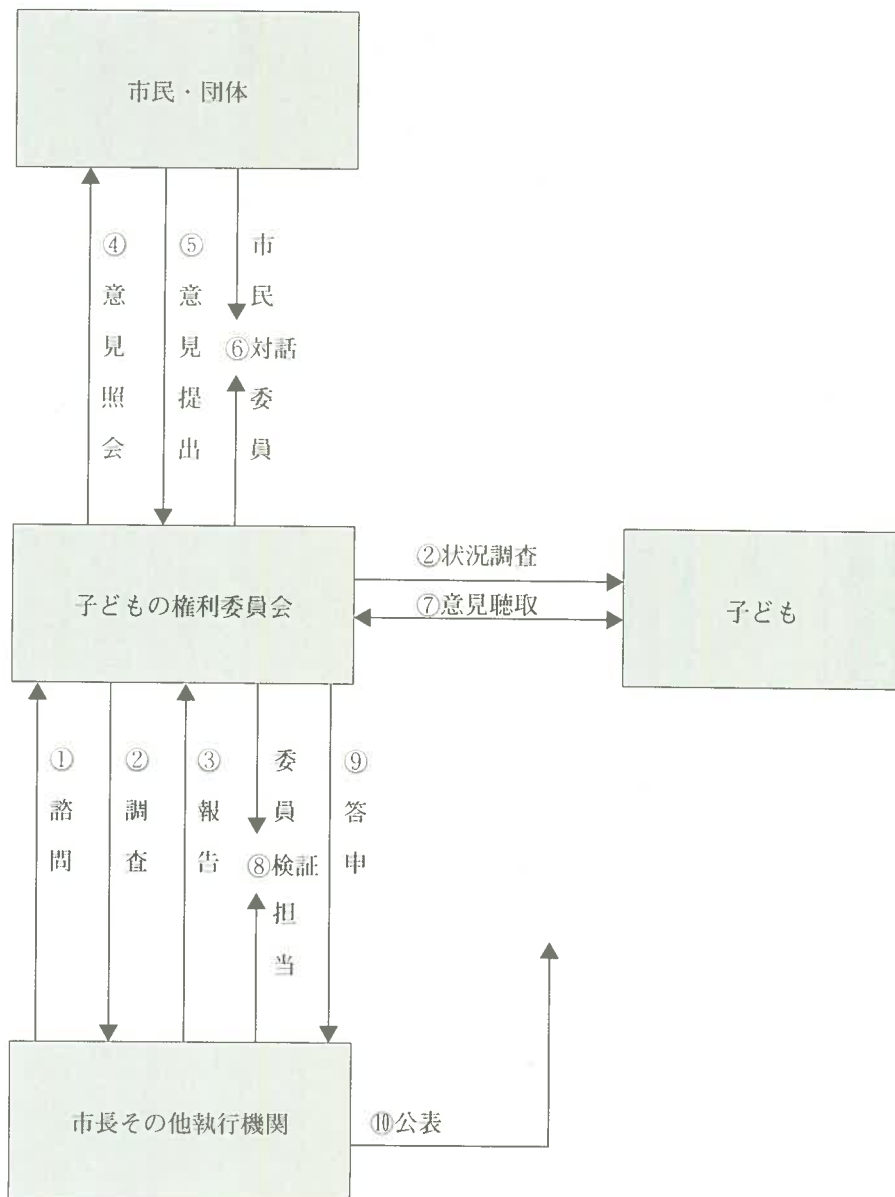 市民・団体
④意見照会
⑤意見提出
市民
⑥対話
委員
子どもの権利委員会
②状況調査
⑦意見聴取
子ども
①諮問
②調査
③報告
委員
⑧検証
担当
⑨答申
市長その他執行機関
⑩公表